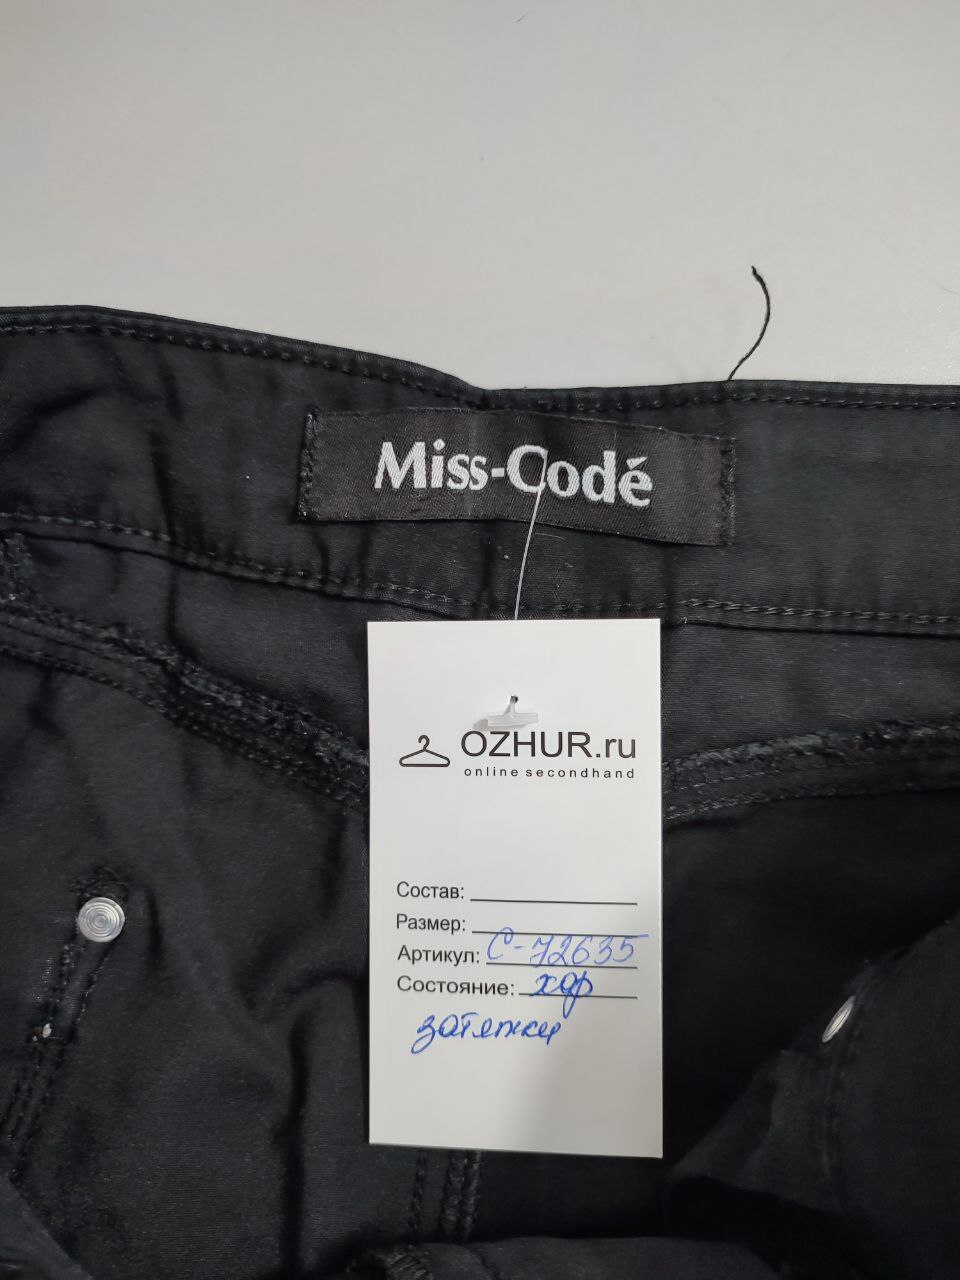 Miss-Codé
OZHUR.ru
online secondhand
Состав:
Размер:
Артикул: С-72635
Состояние: хор
затяжки